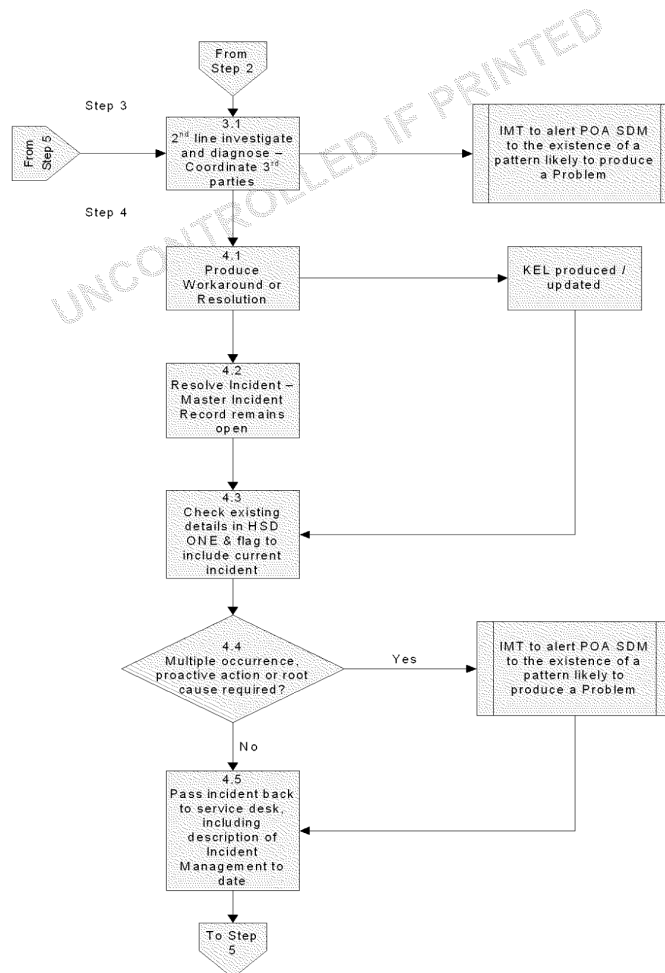 From
Step 2
Step 3
From
Step 5
3.1
2nd line investigate
and diagnose –
Coordinate 3rd
parties
IMT to alert POA SDM
to the existence of a
pattern likely to produce
a Problem
UNCONTROLLED IF PRINTED
Step 4
4.1
Produce
Workaround or
Resolution
KEL produced /
updated
4.2
Resolve Incident –
Master Incident
Record remains
open
4.3
Check existing
details in HSD
ONE & flag to
include current
incident
4.4
Multiple occurrence,
proactive action or root
cause required?
Yes
IMT to alert POA SDM
to the existence of a
pattern likely to
produce a Problem
No
4.5
Pass incident back
to service desk,
including
description of
Incident
Management to
date
To Step
5